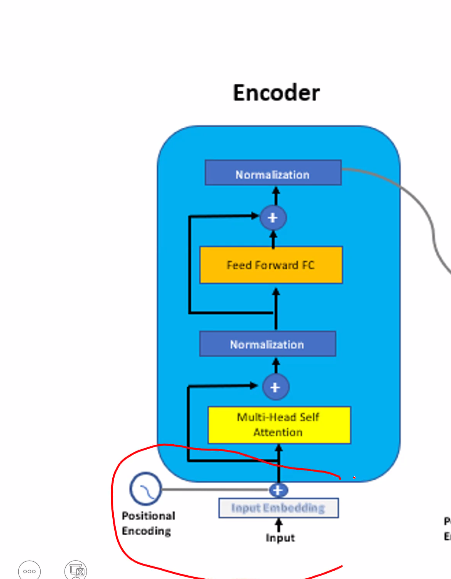 Encoder
Normalization
Feed Forward FC
Normalization
Multi-Head Self
Attention
Input Embedding
Positional
Encoding
Input